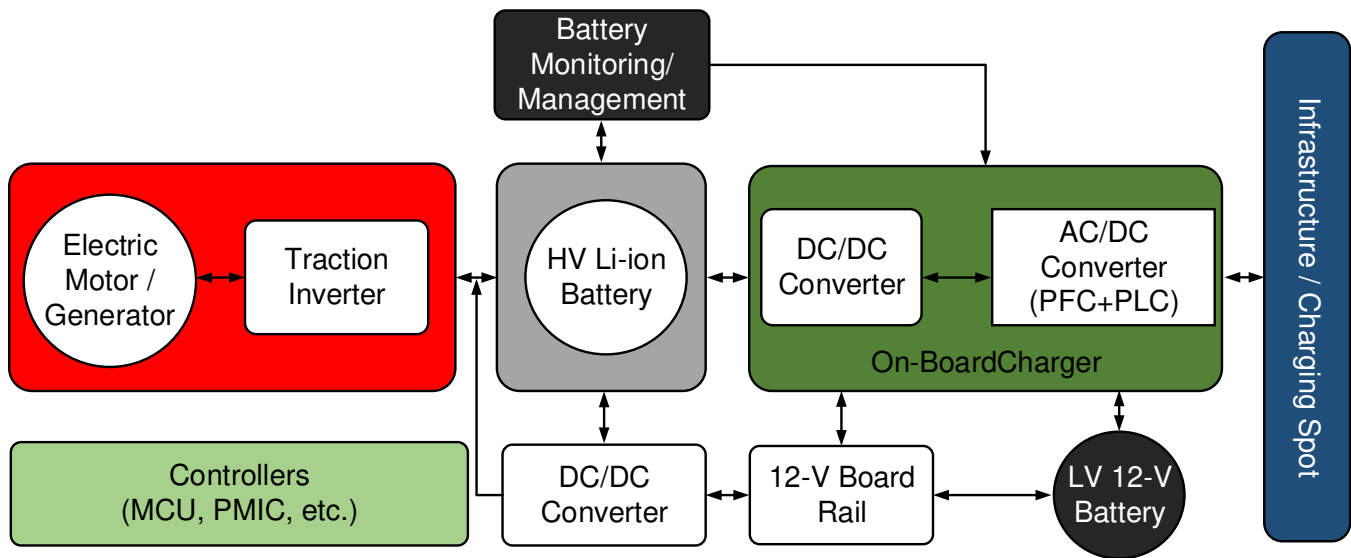 Battery
Monitoring/
Management
Electric
Motor /
Generator
Traction
Inverter
HV Li-ion
Battery
DC/DC
Converter
AC/DC
Converter
(PFC+PLC)
On-BoardCharger
Infrastructure / Charging Spot
Controllers
(MCU, PMIC, etc.)
DC/DC
Converter
12-V Board
Rail
LV 12-V
Battery